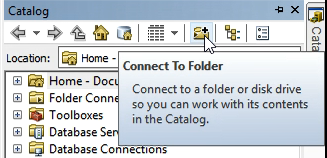 Catalog
Location: Home -
Connect To Folder
Home - Docu
Connect to a folder or disk drive
so you can work with its contents
in the Catalog.
Folder Conne
Toolboxes
Database Serv
Database Connections
Cata